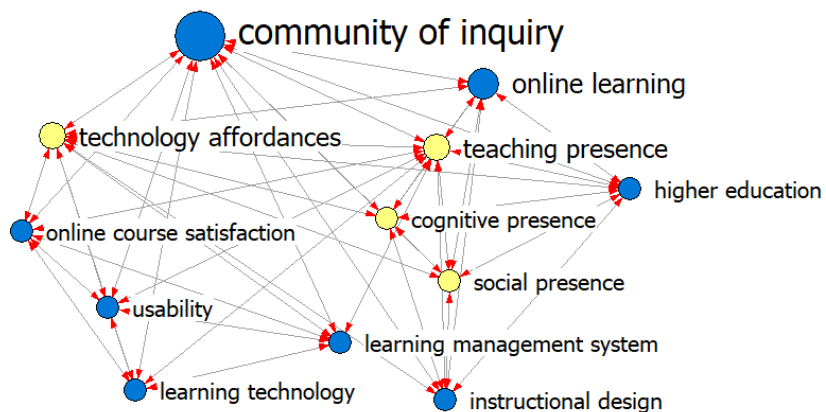 community of inquiry
online learning
technology affordances
teaching presence
higher education
cognitive presence
online course satisfaction
social presence
usability
learning management system
learning technology
instructional design